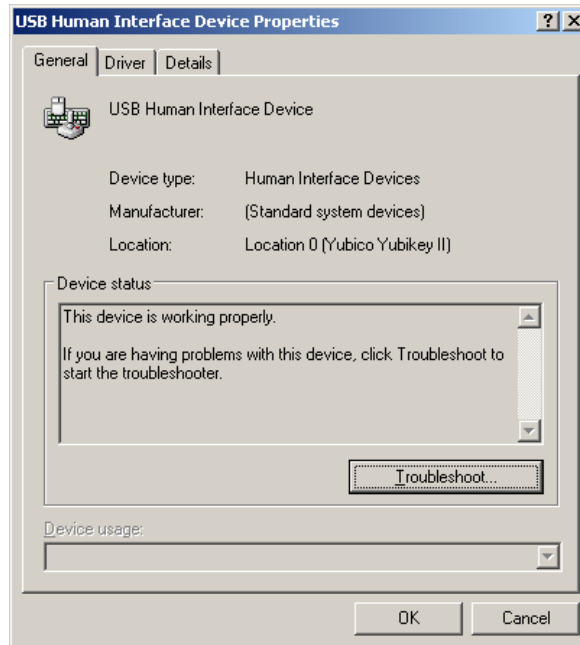 USB Human Interface Device Properties
General
Driver
Details
USB Human Interface Device
Device type: Human Interface Devices
Manufacturer: (Standard system devices)
Location: Location 0 (Yubico Yubikey II)
Device status
This device is working properly.
If you are having problems with this device, click Troubleshoot to
start the troubleshooter.
Troubleshoot...
Device usage:
OK
Cancel